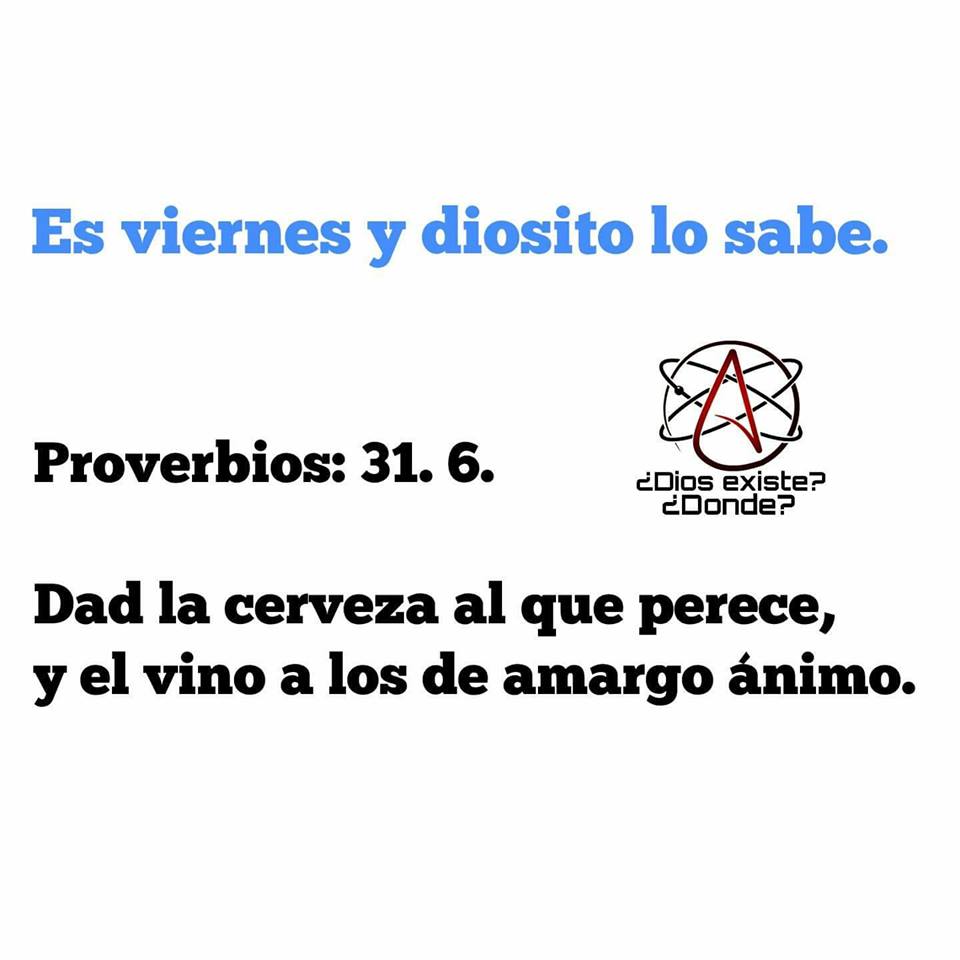 Es viernes y diosito lo sabe.
Proverbios: 31. 6.
¿Dios existe?
¿Donde?
Dad la cerveza al que perece,
y el vino a los de amargo ánimo.